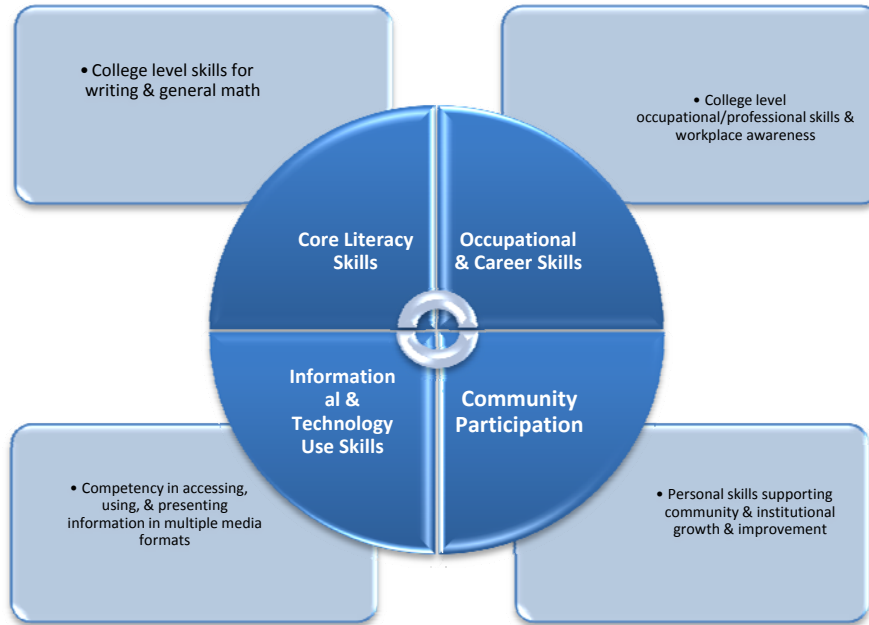 • College level skills for
writing & general math
• College level
occupational/professional skills &
workplace awareness
Core Literacy
Skills
Occupational
& Career Skills
Information
al &
Technology
Use Skills
Community
Participation
• Competency in accessing,
using, & presenting
information in multiple media
formats
• Personal skills supporting
community & institutional
growth & improvement